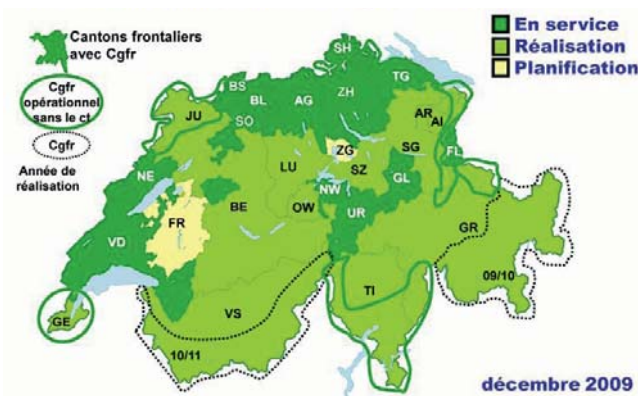 Cantons frontaliers
avec Cgfr
Cgfr
opérationnel
sans le ct
Cgfr
Année de
réalisation
En service
Réalisation
Planification
SH
BS
BL
AG
ZH
TG
JU
SO
AR
AI
NE
LU
ZG
SZ
SG
FL
NW
GL
FR
BE
OW
UR
VD
GR
GE
VS
TI
09/10
10/11
décembre 2009